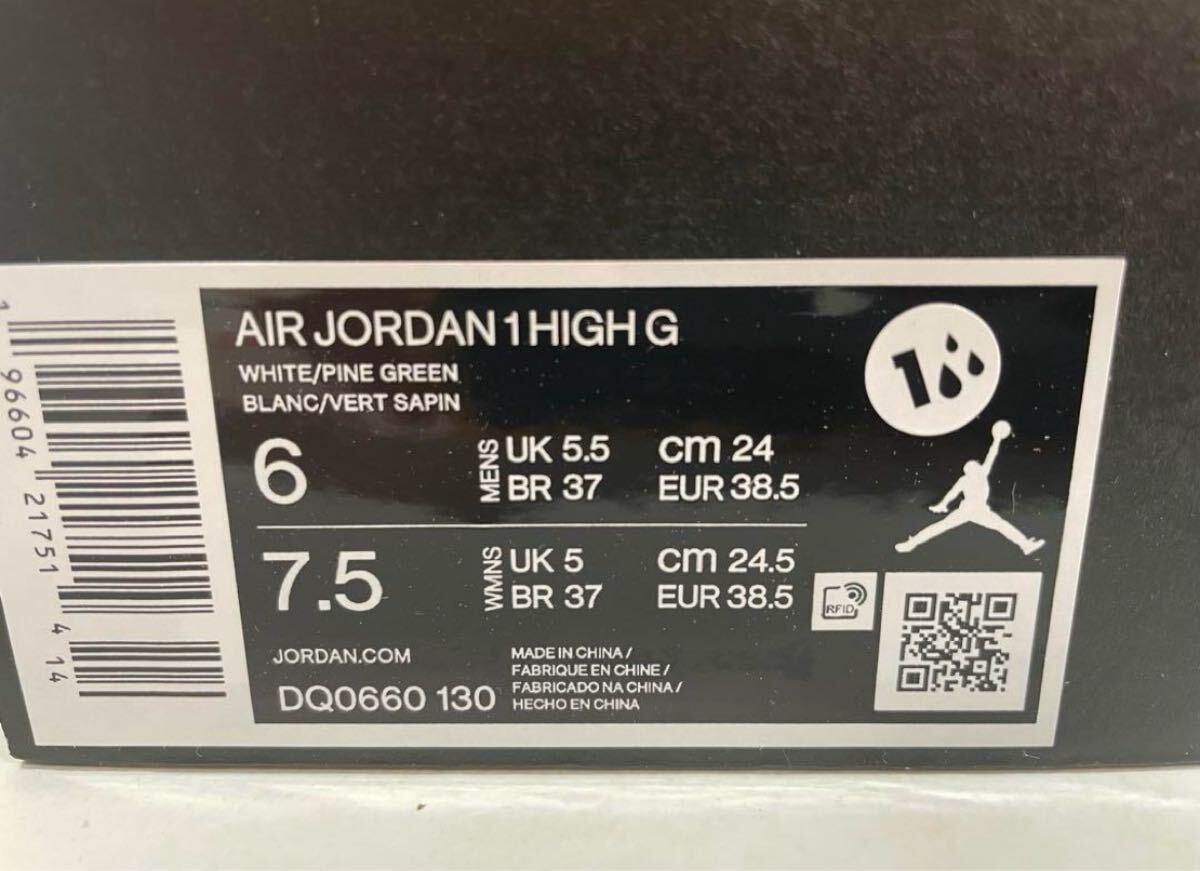 AIR JORDAN 1 HIGH G
WHITE/PINE GREEN
BLANC/VERT SAPIN
6
MENS
UK 5.5 cm 24
BR 37 EUR 38.5
7.5
WMNS
UK 5 cm 24.5
BR 37 EUR 38.5
RFID
JORDAN.COM
DQ0660 130
MADE IN CHINA /
FABRIQUE EN CHINE /
FABRICADO NA CHINA /
HECHO EN CHINA
1
1 96604 21751 4 14